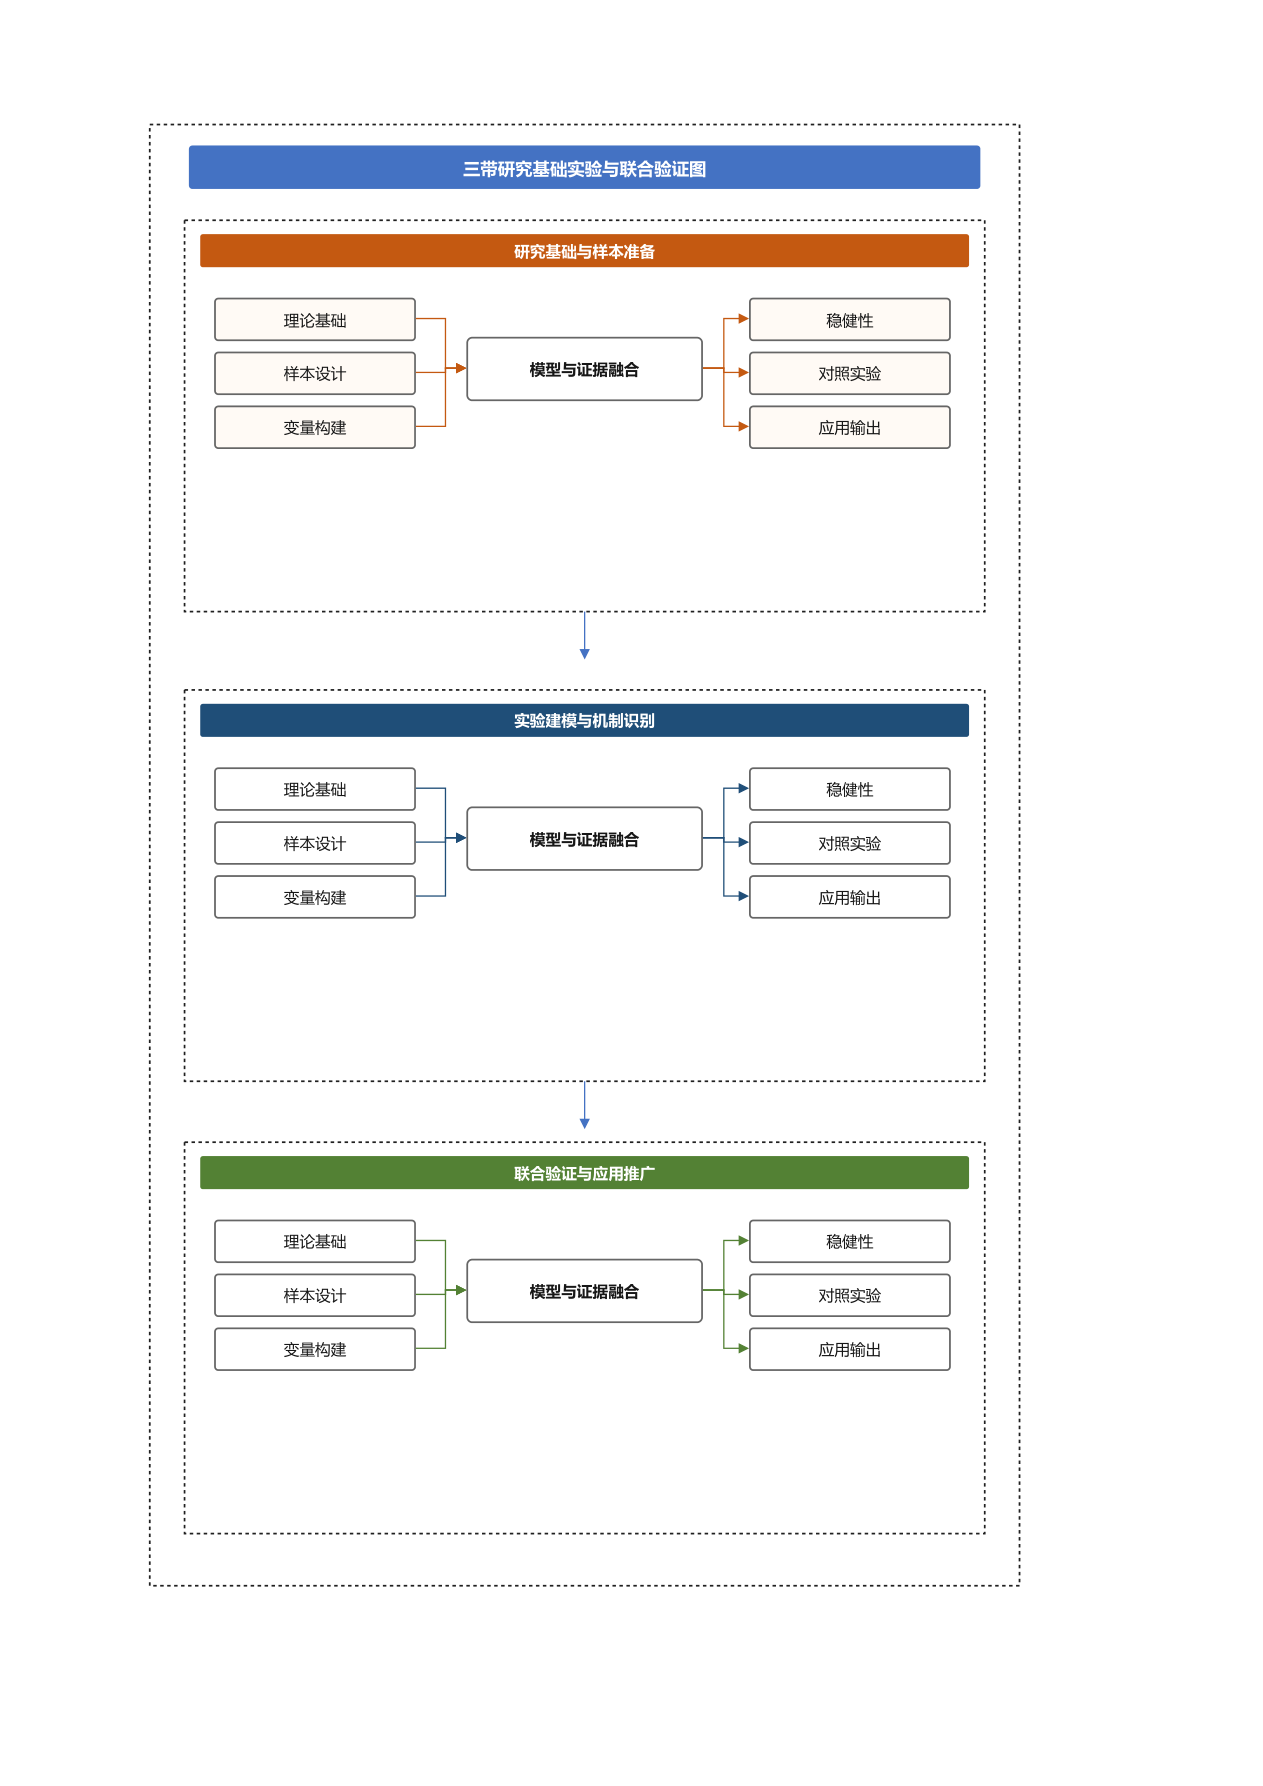 三带研究基础实验与联合验证图
研究基础与样本准备
理论基础
样本设计
变量构建
模型与证据融合
稳健性
对照实验
应用输出
实验建模与机制识别
理论基础
样本设计
变量构建
模型与证据融合
稳健性
对照实验
应用输出
联合验证与应用推广
理论基础
样本设计
变量构建
模型与证据融合
稳健性
对照实验
应用输出